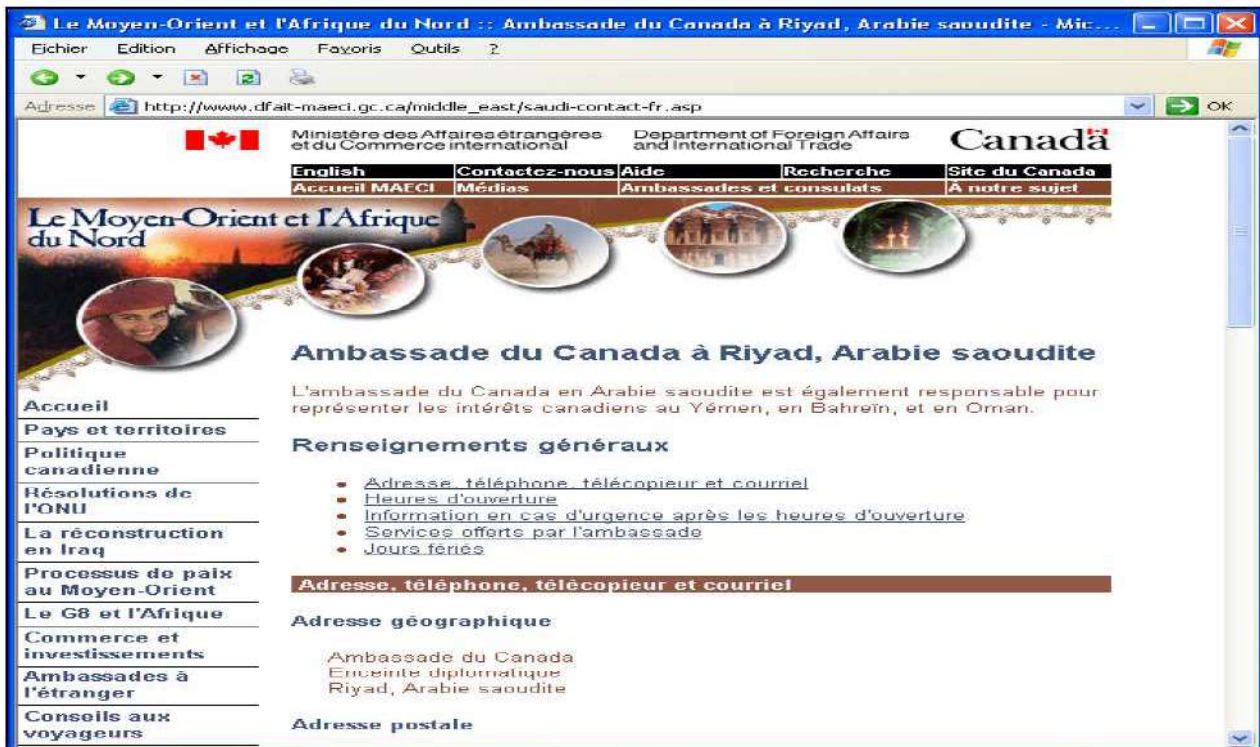 Le Moyen-Orient et l'Afrique du Nord :: Ambassade du Canada à Riyad, Arabie saoudite - Mic...
Eichier Edition Affichage Favoris Outils ?
Adresse http://www.dfait-maeci.gc.ca/middle_east/saudi-contact-fr.asp OK
Ministère des Affaires étrangères Department of Foreign Affairs Canada
et du Commerce international and International Trade
English Contactez-nous Aide Recherche Site du Canada
Accueil MAECI Médias Ambassades et consulats À notre sujet
Le Moyen-Orient et l'Afrique
du Nord
Ambassade du Canada à Riyad, Arabie saoudite
L'ambassade du Canada en Arabie saoudite est également responsable pour
représenter les intérêts canadiens au Yémen, en Bahreïn, et en Oman.
Renseignements généraux
Adresse, téléphone, télécopieur et courriel
Heures d'ouverture
Information en cas d'urgence après les heures d'ouverture
Services offerts par l'ambassade
Jours fériés
Adresse, téléphone, télécopieur et courriel
Adresse géographique
Ambassade du Canada
Enceinte diplomatique
Riyad, Arabie saoudite
Adresse postale
Accueil
Pays et territoires
Politique
canadienne
Résolutions de
l'ONU
La réconstruction
en Iraq
Processus de paix
au Moyen-Orient
Le G8 et l'Afrique
Commerce et
investissements
Ambassades à
l'étranger
Conseils aux
voyageurs